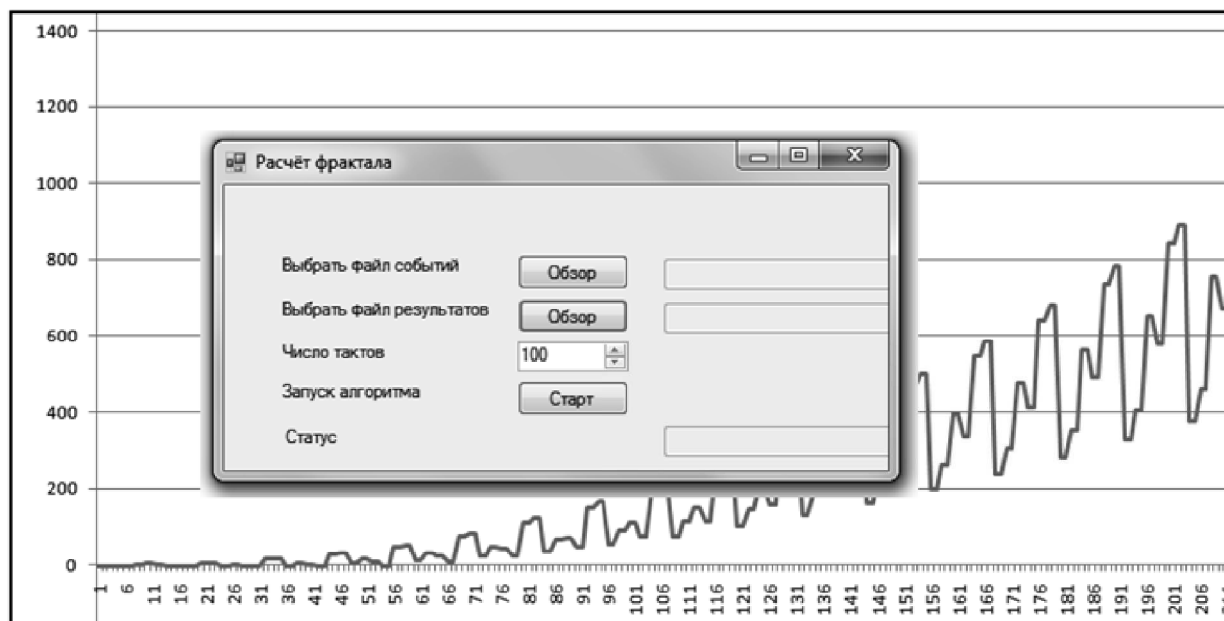 1400
1200
1000
800
600
400
200
0
Расчёт фрактала
Выбрать файл событий
Обзор
Выбрать файл результатов
Обзор
Число тактов
100
Запуск алгоритма
Старт
Статус
1 6 11 16 21 26 31 36 41 46 51 56 61 66 71 76 81 86 91 96 101 106 111 116 121 126 131 136 141 146 151 156 161 166 171 176 181 186 191 196 201 206